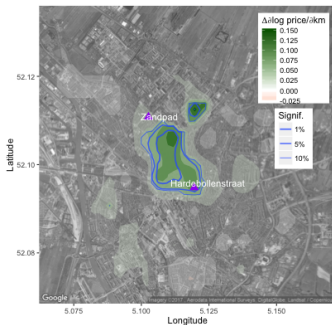 Δ∂log price/∂km
0.150
0.125
0.100
0.075
0.050
0.025
0.000
-0.025
Signif.
1%
5%
10%
52.12
52.10
52.08
Latitude
Zandpad
Hardebollenstraat
Google
5.075
5.100
5.125
5.150
Longitude